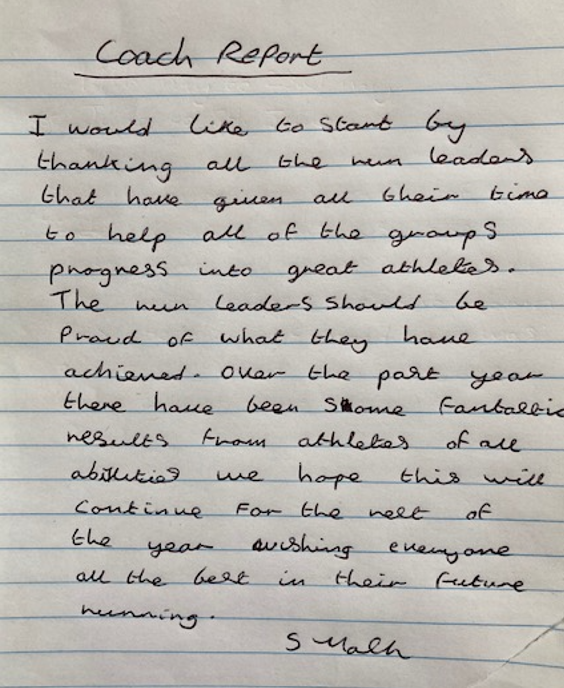 Coach Report
I would like to start by
thanking all the run leaders
that have given all their time
to help all of the groups
progress into great athletes.
The run leaders should be
Proud of what they have
achieved. Over the past year
there have been some fantastic
results from athletes of all
abilities we hope this will
Continue For the rest of
the year wishing everyone
all the best in their future
running.
S